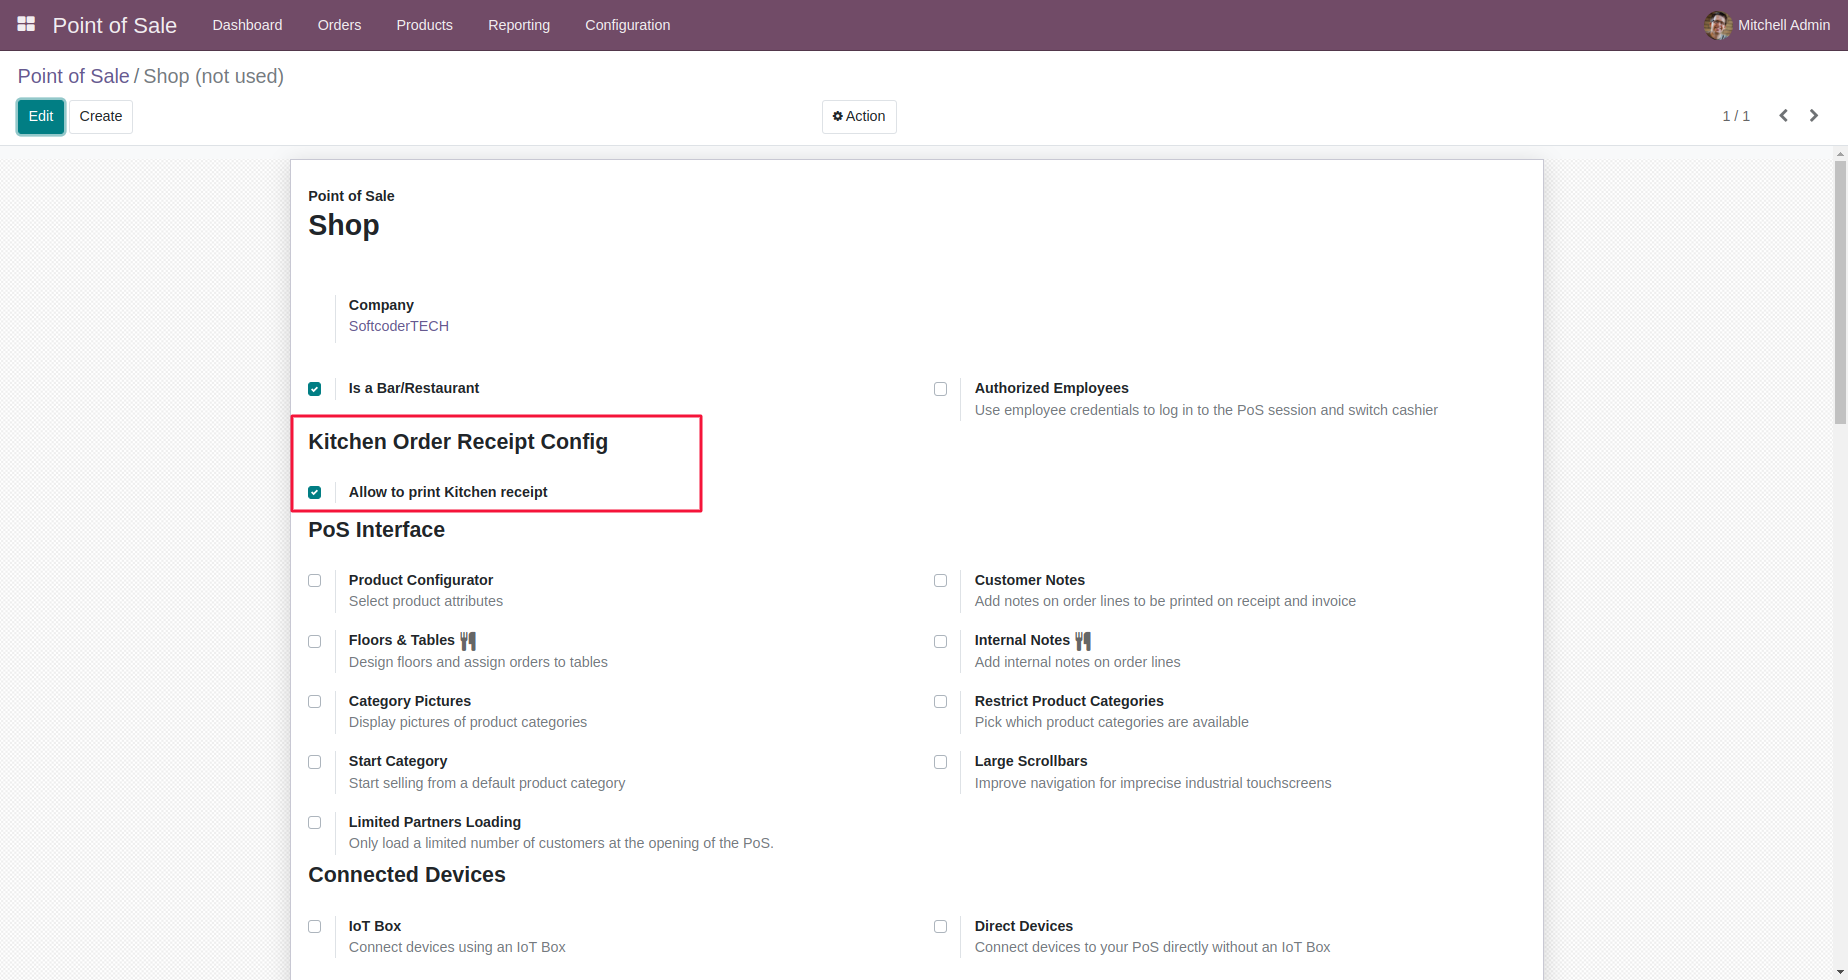 Point of Sale
Dashboard
Orders
Products
Reporting
Configuration
Mitchell Admin
Point of Sale / Shop (not used)
Edit
Create
Action
1 / 1
Point of Sale
Shop
Company
SoftcoderTECH
Is a Bar/Restaurant
Authorized Employees
Use employee credentials to log in to the PoS session and switch cashier
Kitchen Order Receipt Config
Allow to print Kitchen receipt
PoS Interface
Product Configurator
Select product attributes
Customer Notes
Add notes on order lines to be printed on receipt and invoice
Floors & Tables
Design floors and assign orders to tables
Internal Notes
Add internal notes on order lines
Category Pictures
Display pictures of product categories
Restrict Product Categories
Pick which product categories are available
Start Category
Start selling from a default product category
Large Scrollbars
Improve navigation for imprecise industrial touchscreens
Limited Partners Loading
Only load a limited number of customers at the opening of the PoS.
Connected Devices
IoT Box
Connect devices using an IoT Box
Direct Devices
Connect devices to your PoS directly without an IoT Box